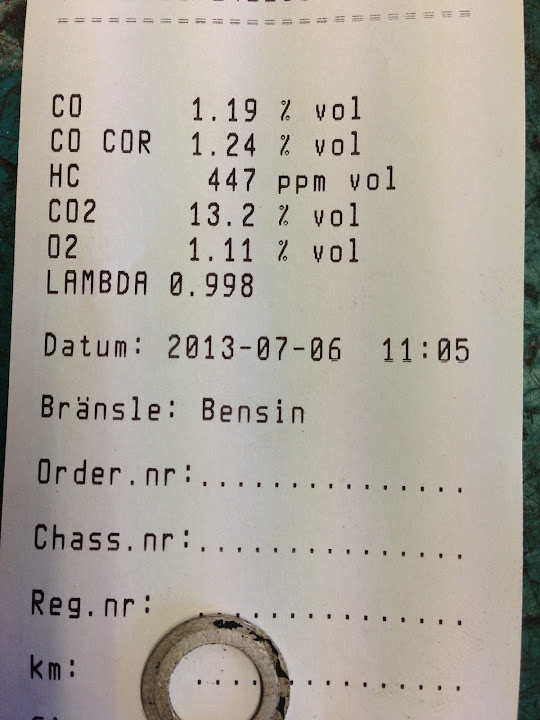 ==============================
CO 1.19 % vol
CO COR 1.24 % vol
HC 447 ppm vol
CO2 13.2 % vol
O2 1.11 % vol
LAMBDA 0.998
Datum: 2013-07-06 11:05
Bränsle: Bensin
Order.nr:................
Chass.nr:................
Reg.nr: ................
km: ................